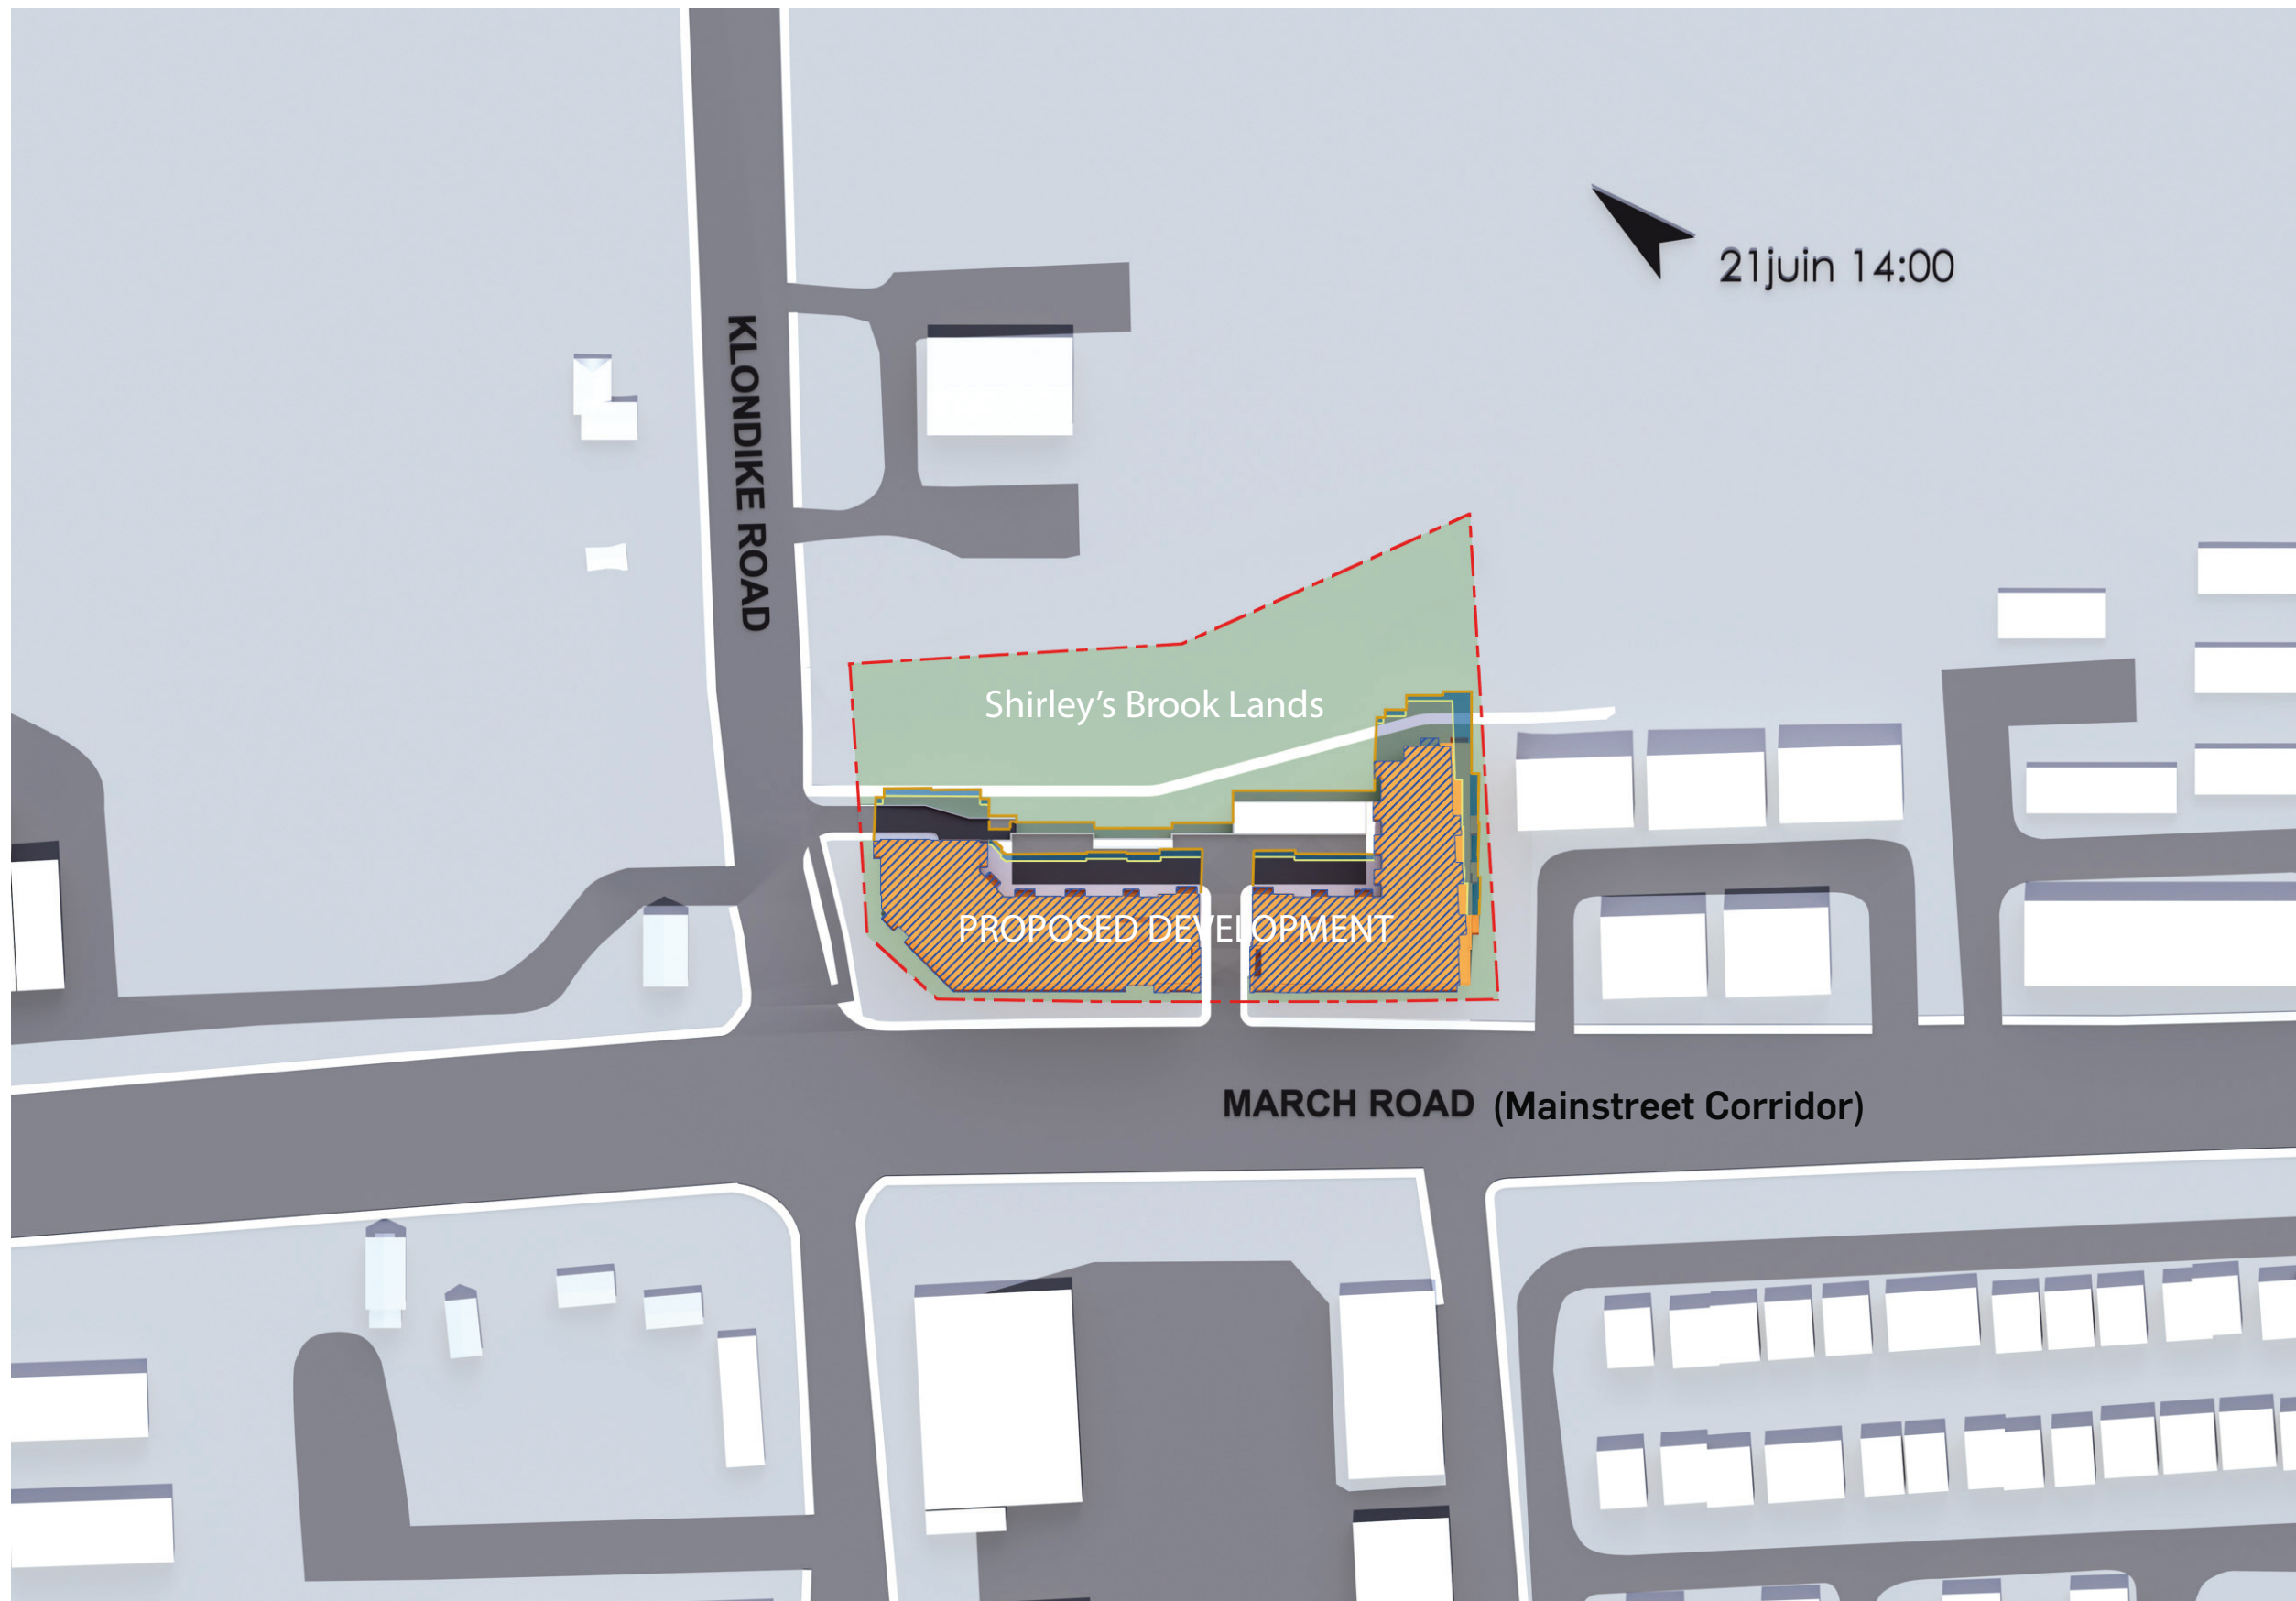 21juin 14:00
KLONDIKE ROAD
Shirley's Brook Lands
PROPOSED DEVELOPMENT
MARCH ROAD (Mainstreet Corridor)